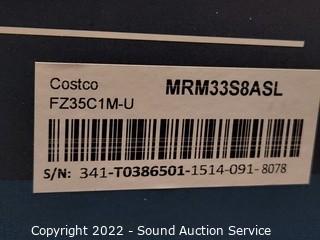 Costco
MRM33S8ASL
FZ35C1M-U
S/N: 341-T0386501-1514-091-8078
Copyright 2022 - Sound Auction Service